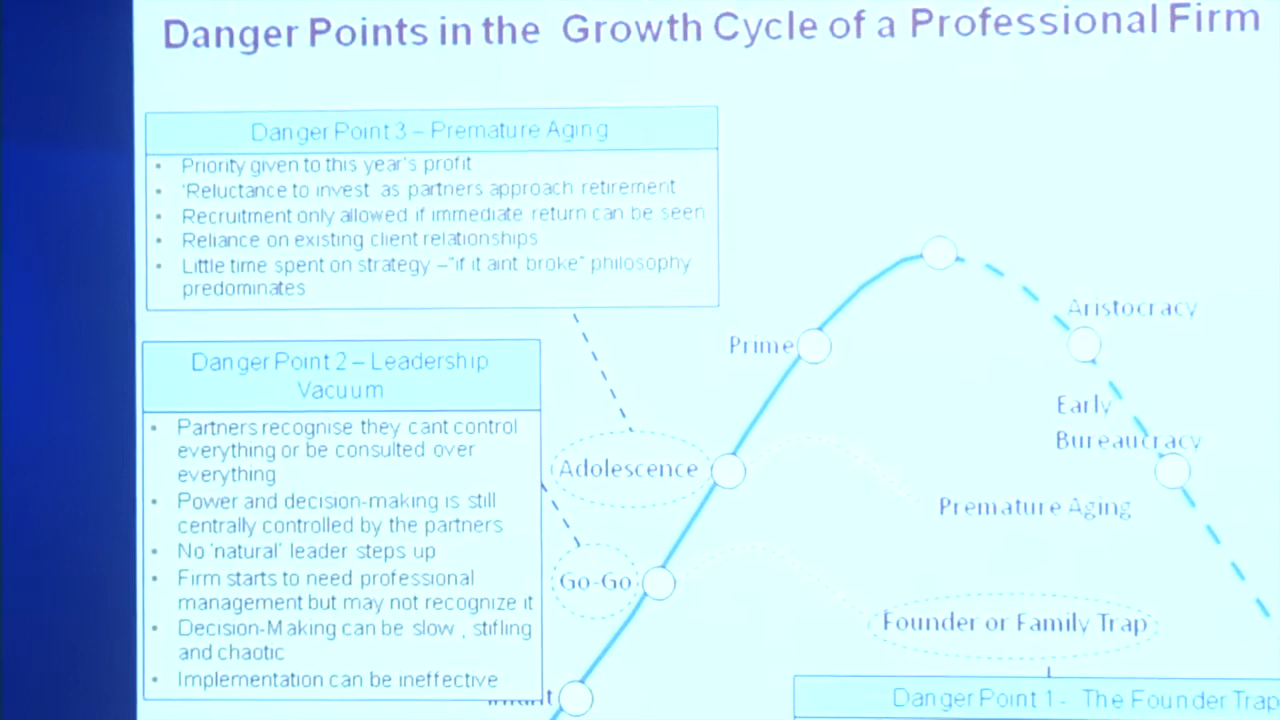 Danger Points in the Growth Cycle of a Professional Firm
Danger Point 3 – Premature Aging
• Priority given to this year's profit
• 'Reluctance to invest as partners approach retirement
• Recruitment only allowed if immediate return can be seen
• Reliance on existing client relationships
• Little time spent on strategy –"if it aint broke" philosophy
predominates
Danger Point 2 – Leadership
Vacuum
• Partners recognise they cant control
everything or be consulted over
everything
• Power and decision-making is still
centrally controlled by the partners
• No 'natural' leader steps up
• Firm starts to need professional
management but may not recognize it
• Decision-Making can be slow , stifling
and chaotic
• Implementation can be ineffective
Prime
Aristocracy
Early
Bureaucracy
Adolescence
Premature Aging
Go-Go
Founder or Family Trap
Danger Point 1 - The Founder Trap